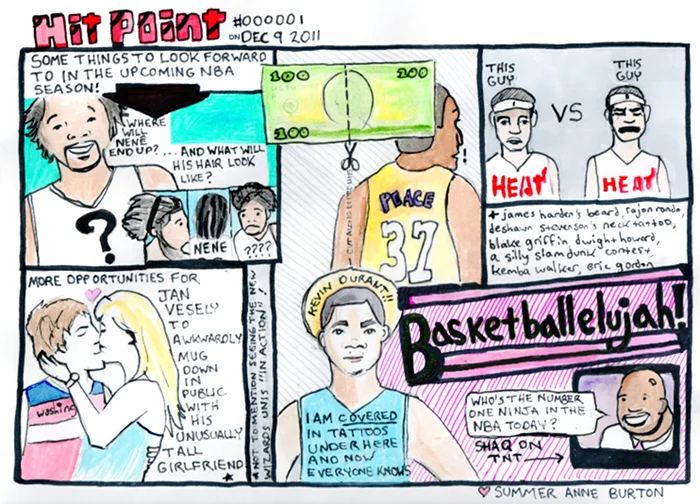 Hit Point #000001
ON DEC 9 2011
SOME THINGS TO LOOK FORWARD
TO IN THE UPCOMING NBA
SEASON!
WHERE
WILL
NENE
END UP?
... AND WHAT WILL
HIS HAIR LOOK
LIKE?
?
NENE
????
100
100
100
!
PEACE
37
THIS
GUY
VS
THIS
GUY
HEAT
HEAT
+ james harden's beard, rajon rondo,
deshawn stevenson's neck tattoo,
blake griffin, dwight howard,
a silly slam dunk contest,
kemba walker, eric gordon
MORE OPPORTUNITIES FOR
JAN
VESELY
TO
AWKWARDLY
MUG
DOWN
IN
PUBLIC
WITH
HIS
UNUSUALLY
TALL
GIRLFRIEND
washing
*NOT TO MENTION SEEING THE NEW
WIZARDS UNIS "IN ACTION"!
KEVIN DURANT!!
I AM COVERED
IN TATTOOS
UNDER HERE
AND NOW
EVERYONE KNOWS
Basketballelujah!
WHO'S THE NUMBER
ONE NINJA IN THE
NBA TODAY?
SHAQ ON
TNT
SUMMER ANNE BURTON